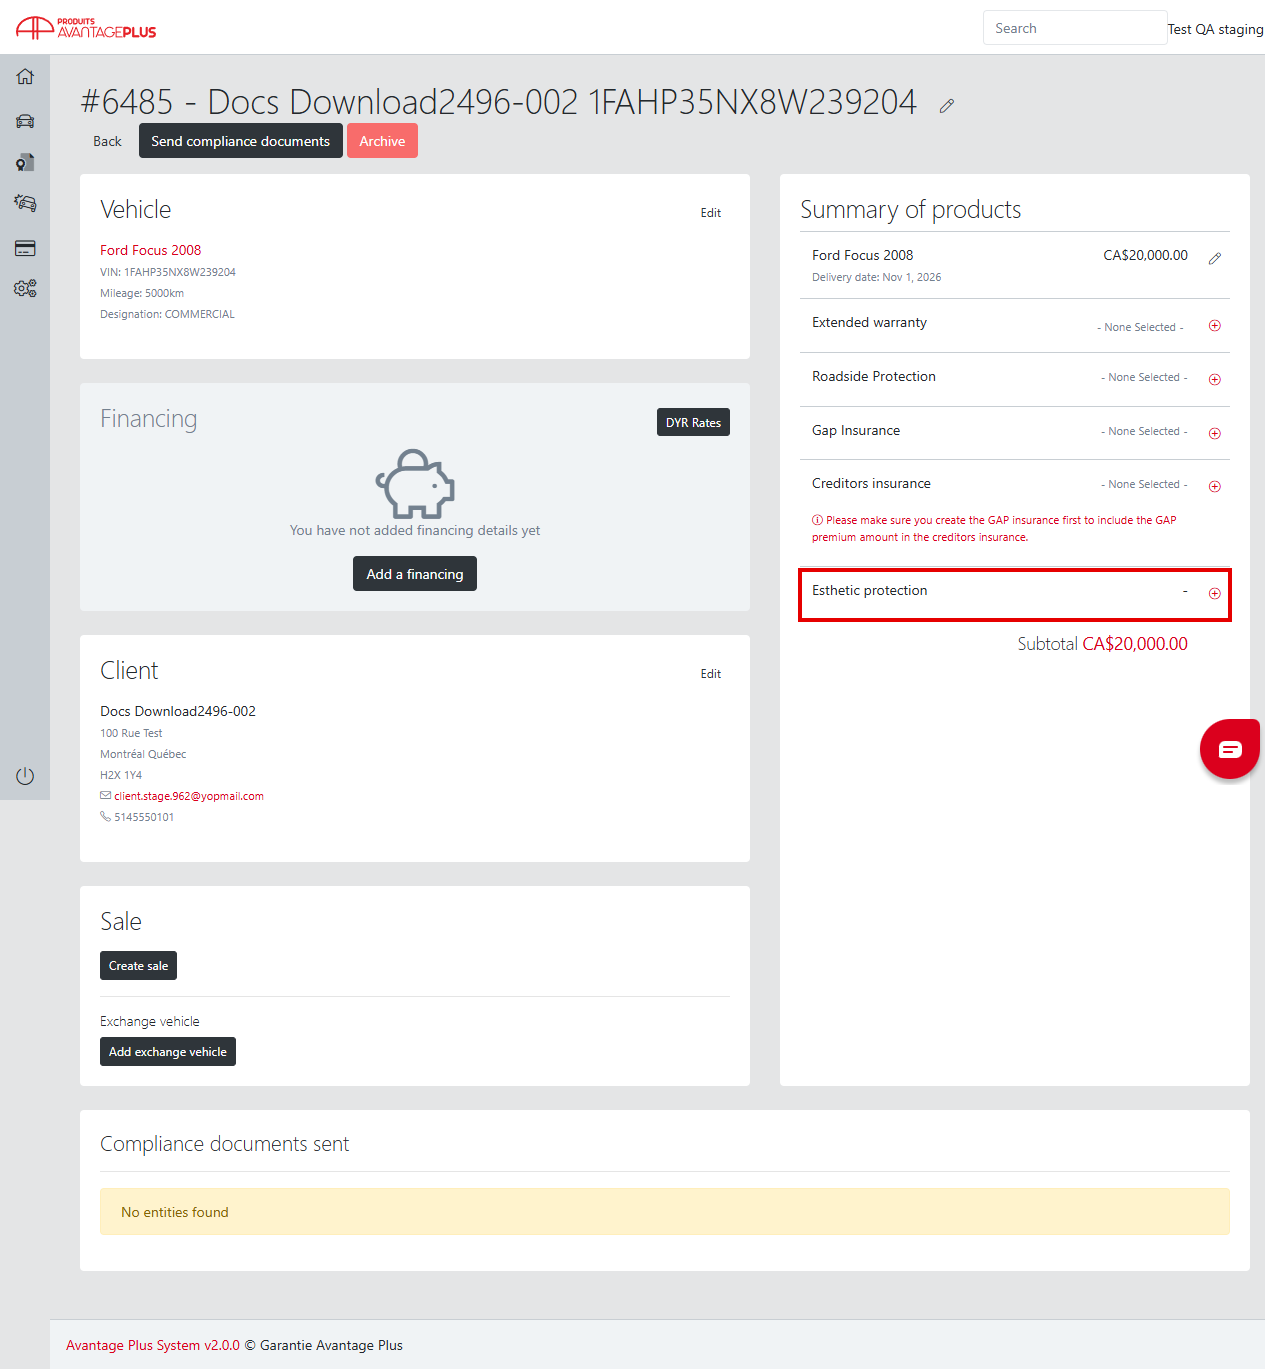 PRODUITS
AVANTAGEPLUS
Search
Test QA staging
#6485 - Docs Download2496-002 1FAHP35NX8W239204
Back
Send compliance documents
Archive
Vehicle
Edit
Ford Focus 2008
VIN: 1FAHP35NX8W239204
Mileage: 5000km
Designation: COMMERCIAL
Financing
DYR Rates
You have not added financing details yet
Add a financing
Client
Edit
Docs Download2496-002
100 Rue Test
Montréal Québec
H2X 1Y4
client.stage.962@yopmail.com
5145550101
Sale
Create sale
Exchange vehicle
Add exchange vehicle
Summary of products
Ford Focus 2008 CA$20,000.00
Delivery date: Nov 1, 2026
Extended warranty - None Selected -
Roadside Protection - None Selected -
Gap Insurance - None Selected -
Creditors insurance - None Selected -
Please make sure you create the GAP insurance first to include the GAP
premium amount in the creditors insurance.
Esthetic protection -
Subtotal CA$20,000.00
Compliance documents sent
No entities found
Avantage Plus System v2.0.0 © Garantie Avantage Plus